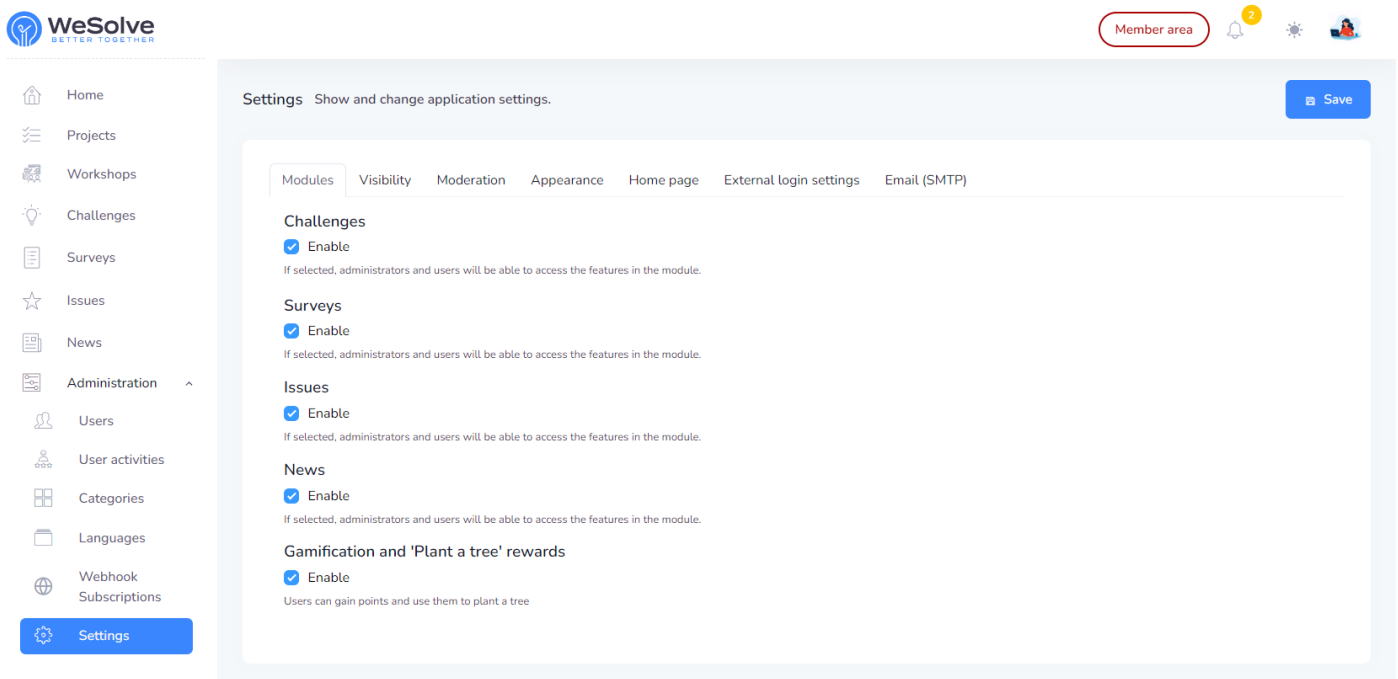 WeSolve
BETTER TOGETHER
Member area
2
Home
Projects
Workshops
Challenges
Surveys
Issues
News
Administration
Users
User activities
Categories
Languages
Webhook
Subscriptions
Settings
Settings Show and change application settings.
Save
Modules Visibility Moderation Appearance Home page External login settings Email (SMTP)
Challenges
Enable
If selected, administrators and users will be able to access the features in the module.
Surveys
Enable
If selected, administrators and users will be able to access the features in the module.
Issues
Enable
If selected, administrators and users will be able to access the features in the module.
News
Enable
If selected, administrators and users will be able to access the features in the module.
Gamification and 'Plant a tree' rewards
Enable
Users can gain points and use them to plant a tree